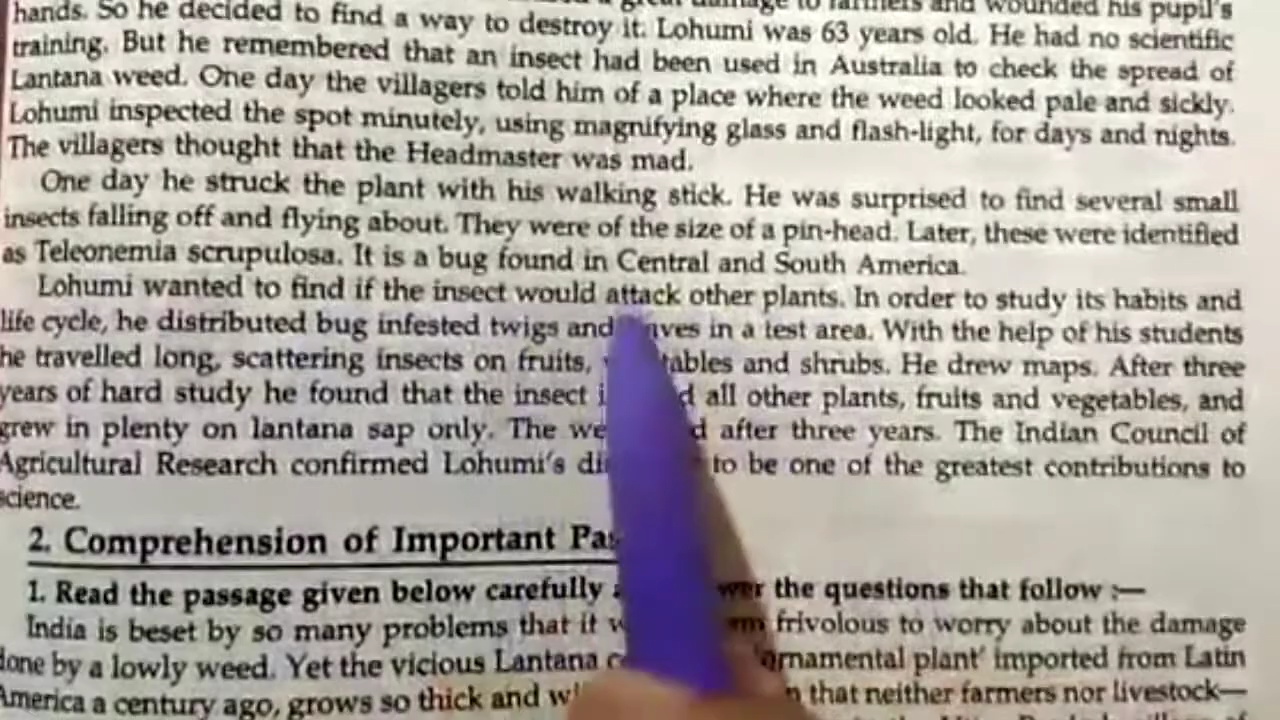 hands. So he decided to find a way to destroy it. Lohumi was 63 years old. He had no scientific
training. But he remembered that an insect had been used in Australia to check the spread of
Lantana weed. One day the villagers told him of a place where the weed looked pale and sickly.
Lohumi inspected the spot minutely, using magnifying glass and flash-light, for days and nights.
The villagers thought that the Headmaster was mad.
One day he struck the plant with his walking stick. He was surprised to find several small
insects falling off and flying about. They were of the size of a pin-head. Later, these were identified
as Teleonemia scrupulosa. It is a bug found in Central and South America.
Lohumi wanted to find if the insect would attack other plants. In order to study its habits and
life cycle, he distributed bug infested twigs and in a test area. With the help of his students
he travelled long, scattering insects on fruits, and shrubs. He drew maps. After three
years of hard study he found that the insect all other plants, fruits and vegetables, and
grew in plenty on lantana sap only. The after three years. The Indian Council of
Agricultural Research confirmed Lohumi's to be one of the greatest contributions to
science.
2. Comprehension of Important
1. Read the passage given below carefully the questions that follow :—
India is beset by so many problems that it frivolous to worry about the damage
done by a lowly weed. Yet the vicious Lantana 'ornamental plant' imported from Latin
America a century ago, grows so thick and that neither farmers nor livestock—